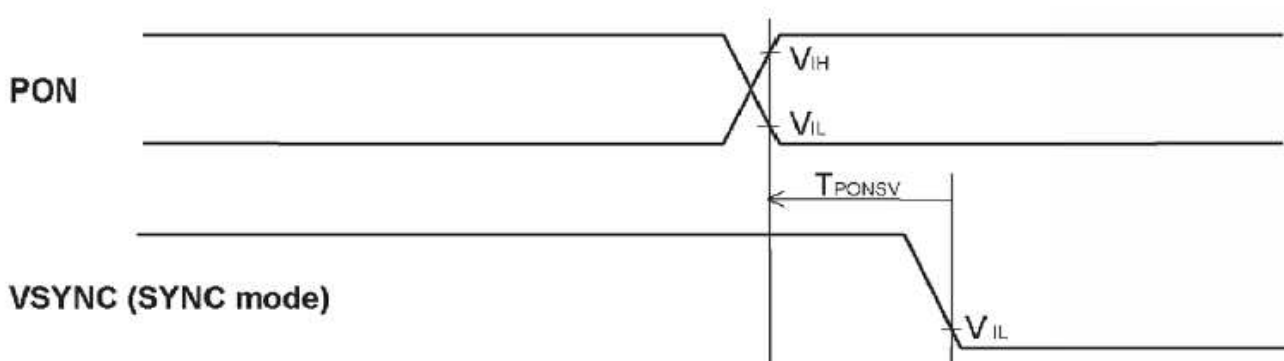 VIH
PON
VIL
TPONSV
VSYNC (SYNC mode)
VIL